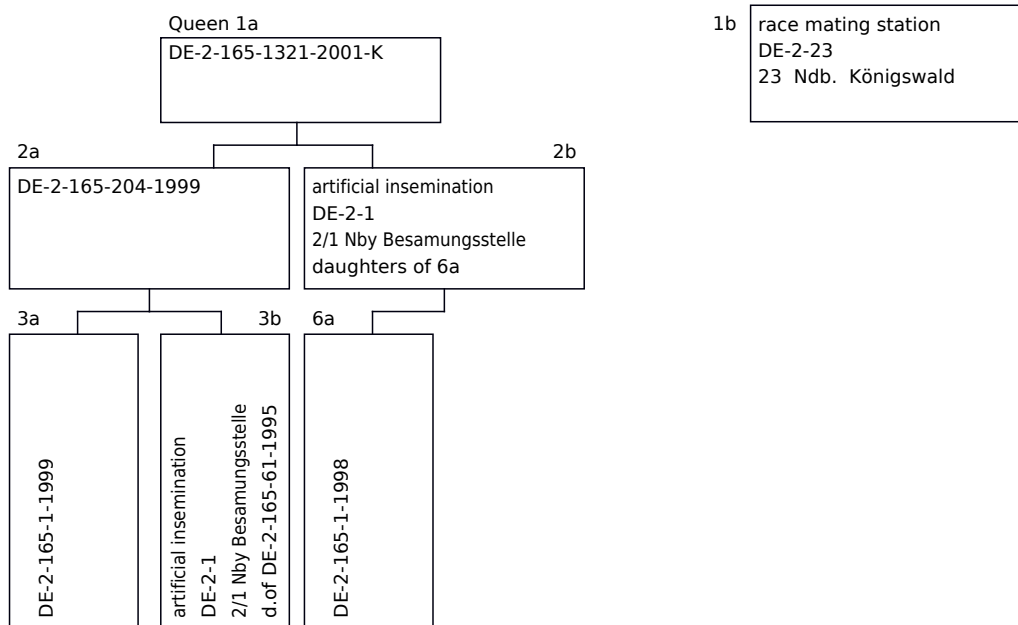 Queen 1a
DE-2-165-1321-2001-K
1b
race mating station
DE-2-23
23 Ndb. Königswald
2a
DE-2-165-204-1999
2b
artificial insemination
DE-2-1
2/1 Nby Besamungsstelle
daughters of 6a
3a
DE-2-165-1-1999
3b
artificial insemination
DE-2-1
2/1 Nby Besamungsstelle
d.of DE-2-165-61-1995
6a
DE-2-165-1-1998